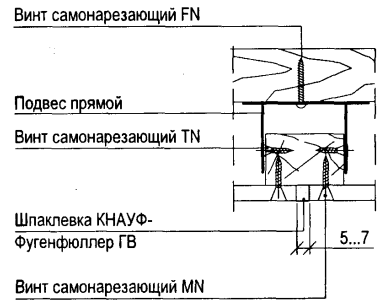 Винт самонарезающий FN
Подвес прямой
Винт самонарезающий TN
Шпаклевка КНАУФ-
Фугенфюллер ГВ
5...7
Винт самонарезающий MN